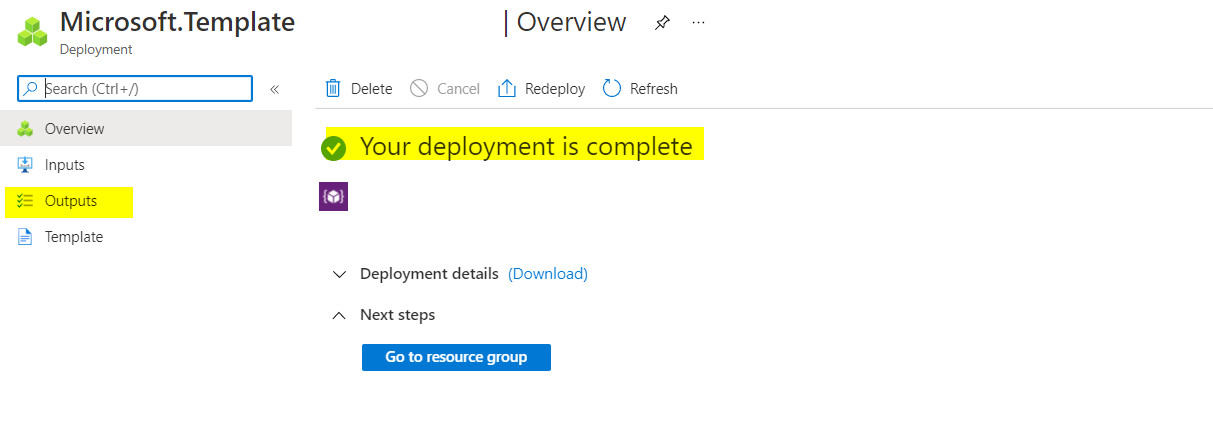 Microsoft.Template | Overview
Deployment
Search (Ctrl+/)
«
Delete
Cancel
Redeploy
Refresh
Overview
Inputs
Outputs
Template
Your deployment is complete
Deployment details (Download)
Next steps
Go to resource group